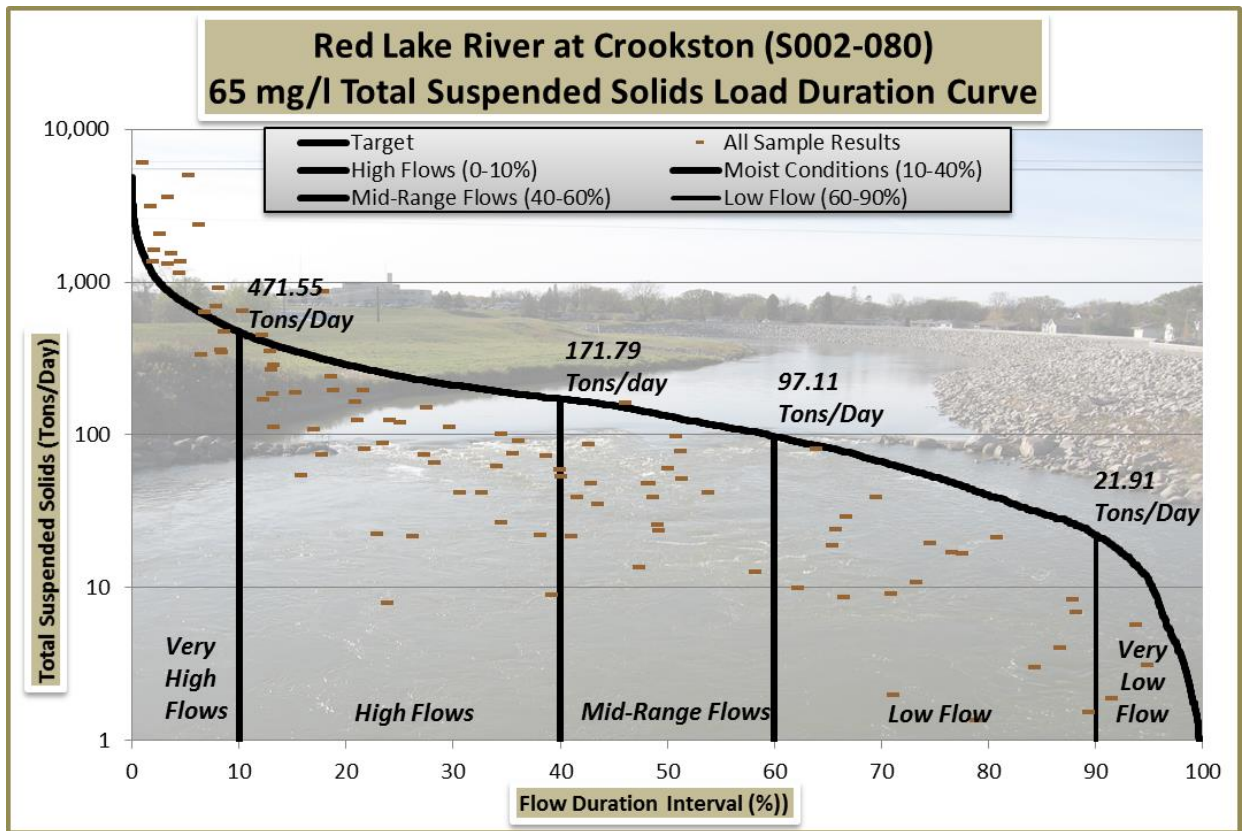 Red Lake River at Crookston (S002-080)
65 mg/l Total Suspended Solids Load Duration Curve
10,000
1,000
100
10
1
Total Suspended Solids (Tons/Day)
Target
All Sample Results
High Flows (0-10%)
Moist Conditions (10-40%)
Mid-Range Flows (40-60%)
Low Flow (60-90%)
471.55
Tons/Day
171.79
Tons/day
97.11
Tons/Day
21.91
Tons/Day
Very
High
Flows
High Flows
Mid-Range Flows
Low Flow
Very
Low
Flow
0
10
20
30
40
50
60
70
80
90
100
Flow Duration Interval (%))